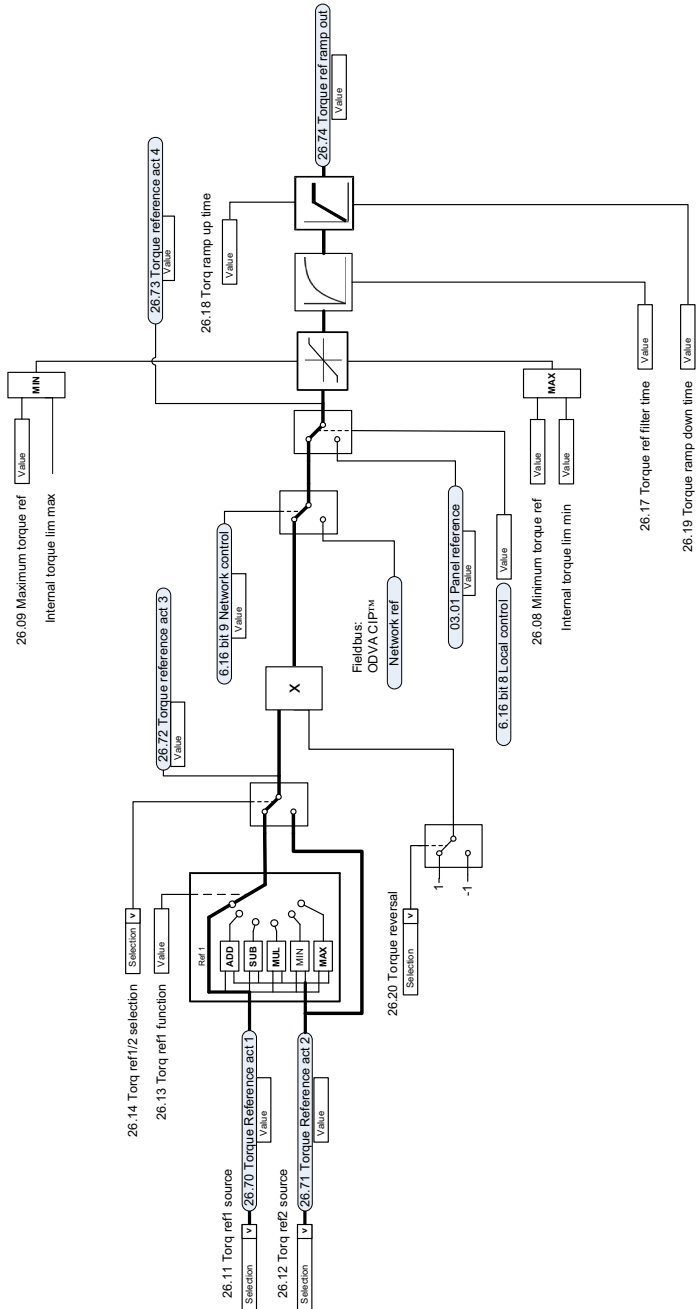 26.11 Torq ref1 source
Selection
v
26.70 Torque Reference act 1
Value
26.12 Torq ref2 source
Selection
v
26.71 Torque Reference act 2
Value
26.14 Torq ref1/2 selection
Selection
v
26.13 Torq ref1 function
Value
Ref 1
ADD
SUB
MUL
MIN
MAX
26.20 Torque reversal
Selection
v
1
-1
26.72 Torque reference act 3
Value
X
6.16 bit 9 Network control
Value
Fieldbus:
ODVA CIP™
Network ref
03.01 Panel reference
Value
6.16 bit 8 Local control
Value
26.73 Torque reference act 4
Value
26.09 Maximum torque ref
Value
Internal torque lim max
MIN
26.08 Minimum torque ref
Value
Internal torque lim min
Value
MAX
26.18 Torq ramp up time
Value
26.17 Torque ref filter time
Value
26.19 Torque ramp down time
Value
26.74 Torque ref ramp out
Value